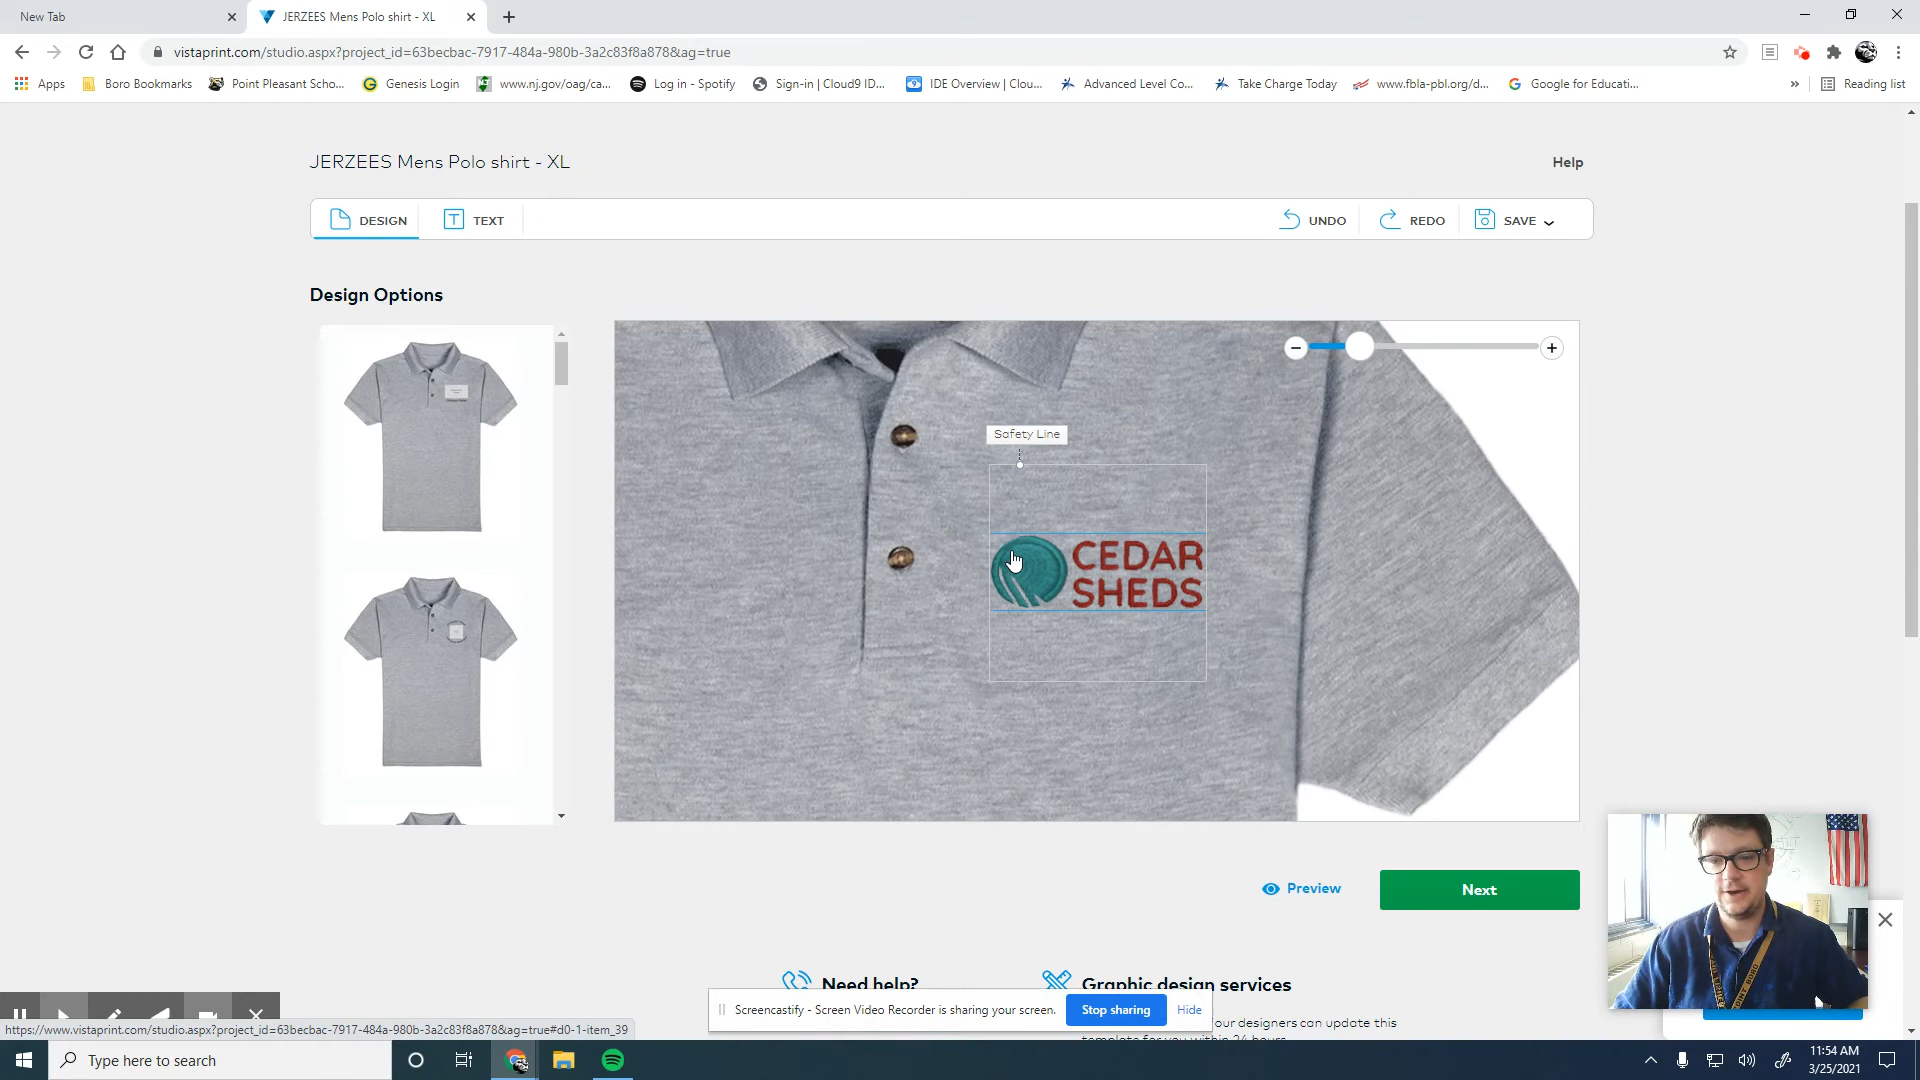 New Tab
JERZEES Mens Polo shirt - XL
vistaprint.com/studio.aspx?project_id=63becbac-7917-484a-980b-3a2c83f8a878&ag=true
Apps
Boro Bookmarks
Point Pleasant Scho...
Genesis Login
www.nj.gov/oag/ca...
Log in - Spotify
Sign-in | Cloud9 ID...
IDE Overview | Clou...
Advanced Level Co...
Take Charge Today
www.fbla-pbl.org/d...
Google for Educati...
»
Reading list
JERZEES Mens Polo shirt - XL
Help
DESIGN
T TEXT
UNDO
REDO
SAVE
Design Options
Safety Line
CEDAR
SHEDS
Preview
Next
Need help?
Graphic design services
Screencastify - Screen Video Recorder is sharing your screen.
Stop sharing
Hide
our designers can update this
template for you within 24 hours
https://www.vistaprint.com/studio.aspx?project_id=63becbac-7917-484a-980b-3a2c83f8a878&ag=true#d0-1-item_39
Type here to search
11:54 AM
3/25/2021